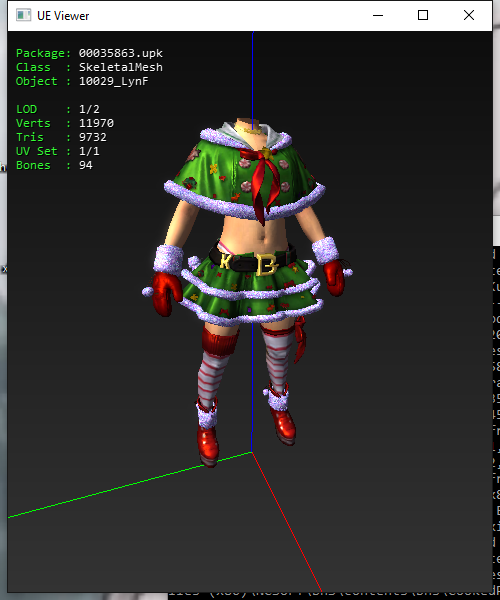 UE Viewer
Package: 00035863.upk
Class : SkeletalMesh
Object : 10029_LynF
LOD : 1/2
Verts : 11970
Tris : 9732
UV Set : 1/1
Bones : 94
K B